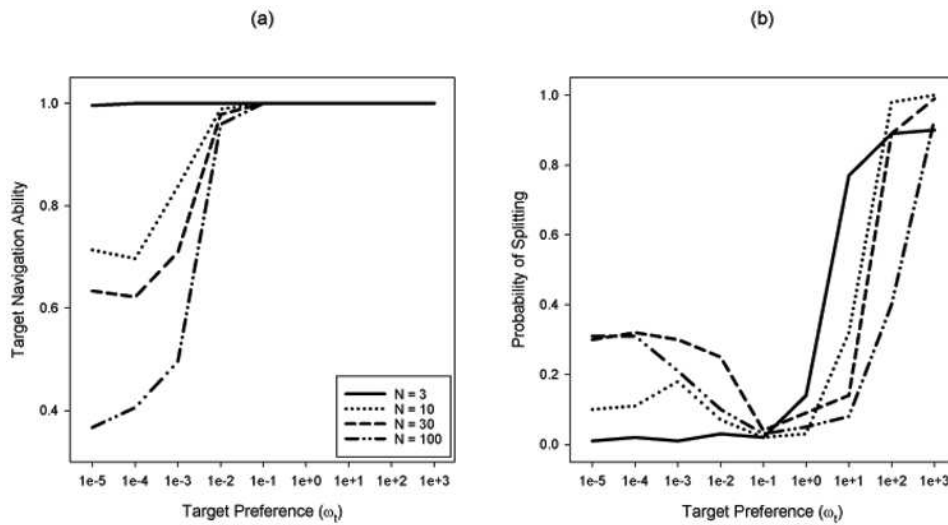 (a)
(b)
Target Navigation Ability
1.0
0.8
0.6
0.4
1e-5 1e-4 1e-3 1e-2 1e-1 1e+0 1e+1 1e+2 1e+3
Target Preference (ωt)
N = 3
N = 10
N = 30
N = 100
Probability of Splitting
1.0
0.8
0.6
0.4
0.2
0.0
1e-5 1e-4 1e-3 1e-2 1e-1 1e+0 1e+1 1e+2 1e+3
Target Preference (ωt)